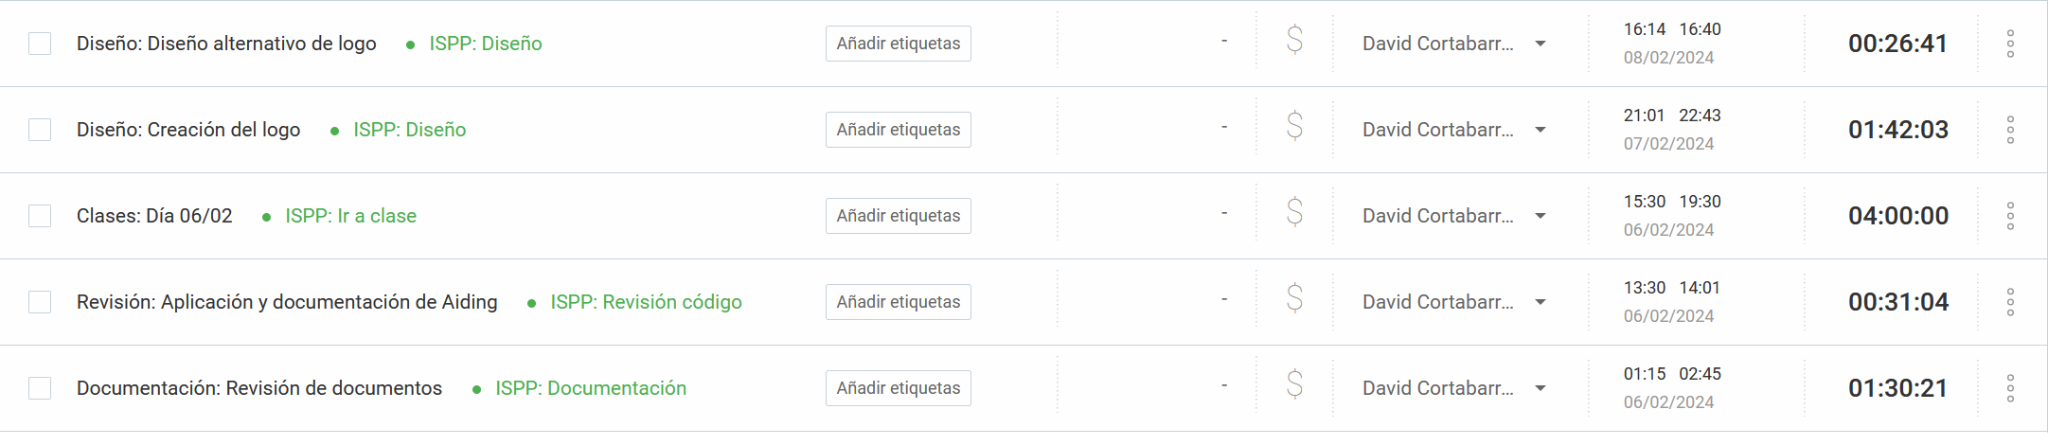 Diseño: Diseño alternativo de logo ● ISPP: Diseño Añadir etiquetas - $ David Cortabarr... 16:14 16:40 00:26:41
08/02/2024
Diseño: Creación del logo ● ISPP: Diseño Añadir etiquetas - $ David Cortabarr... 21:01 22:43 01:42:03
07/02/2024
Clases: Día 06/02 ● ISPP: Ir a clase Añadir etiquetas - $ David Cortabarr... 15:30 19:30 04:00:00
06/02/2024
Revisión: Aplicación y documentación de Aiding ● ISPP: Revisión código Añadir etiquetas - $ David Cortabarr... 13:30 14:01 00:31:04
06/02/2024
Documentación: Revisión de documentos ● ISPP: Documentación Añadir etiquetas - $ David Cortabarr... 01:15 02:45 01:30:21
06/02/2024